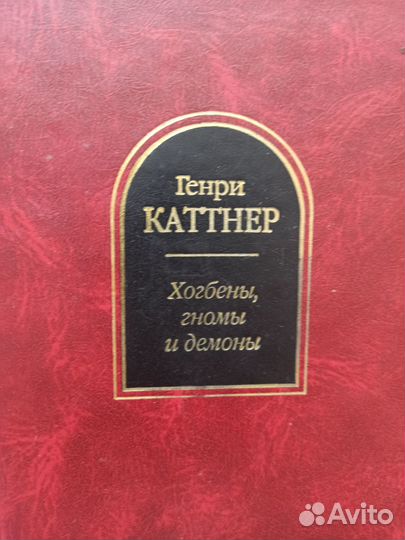 Генри
КАТТНЕР
Хогбены,
гномы
и демоны
Avito